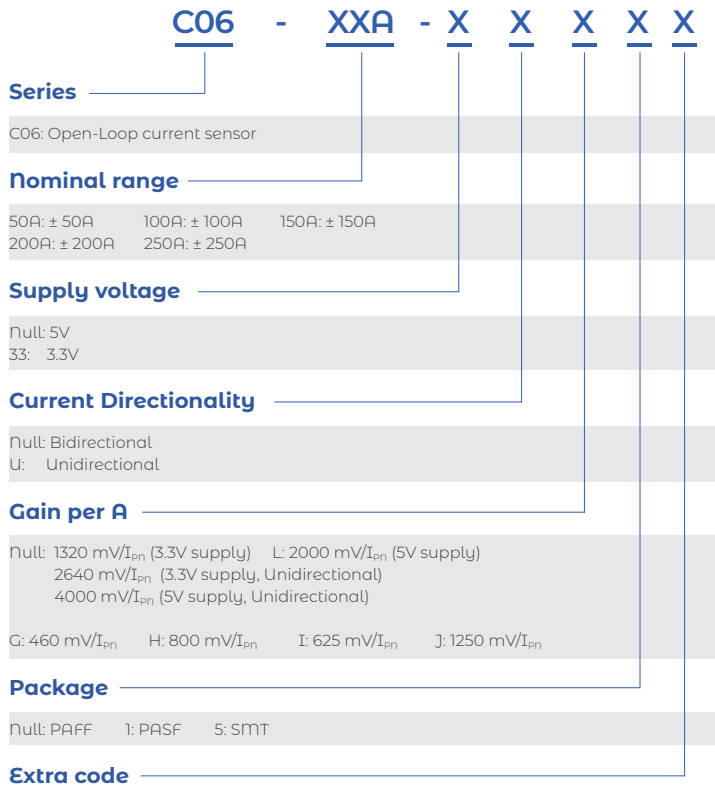 C06 - XXA - X X X X X
Series
C06: Open-Loop current sensor
Nominal range
50A: ± 50A 100A: ± 100A 150A: ± 150A
200A: ± 200A 250A: ± 250A
Supply voltage
Null: 5V
33: 3.3V
Current Directionality
Null: Bidirectional
U: Unidirectional
Gain per A
Null: 1320 mV/IPn (3.3V supply) L: 2000 mV/IPn (5V supply)
2640 mV/IPn (3.3V supply, Unidirectional)
4000 mV/IPn (5V supply, Unidirectional)
G: 460 mV/IPn H: 800 mV/IPn I: 625 mV/IPn J: 1250 mV/IPn
Package
Null: PAFF 1: PASF 5: SMT
Extra code